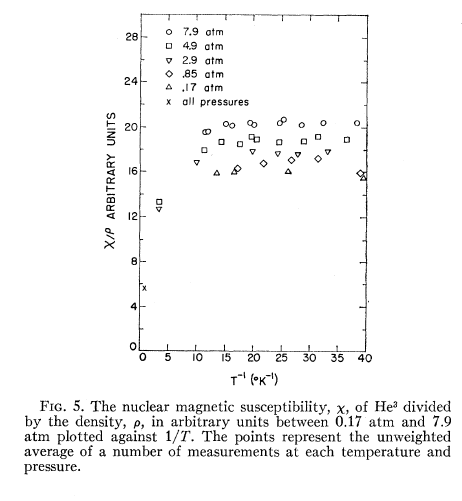 28
24
20
16
12
8
4
0
χ/ρ ARBITRARY UNITS
○ 7.9 atm
□ 4.9 atm
▽ 2.9 atm
◇ .85 atm
△ .17 atm
x all pressures
0 5 10 15 20 25 30 35 40
T⁻¹ (°K⁻¹)
FIG. 5. The nuclear magnetic susceptibility, χ, of He³ divided
by the density, ρ, in arbitrary units between 0.17 atm and 7.9
atm plotted against 1/T. The points represent the unweighted
average of a number of measurements at each temperature and
pressure.